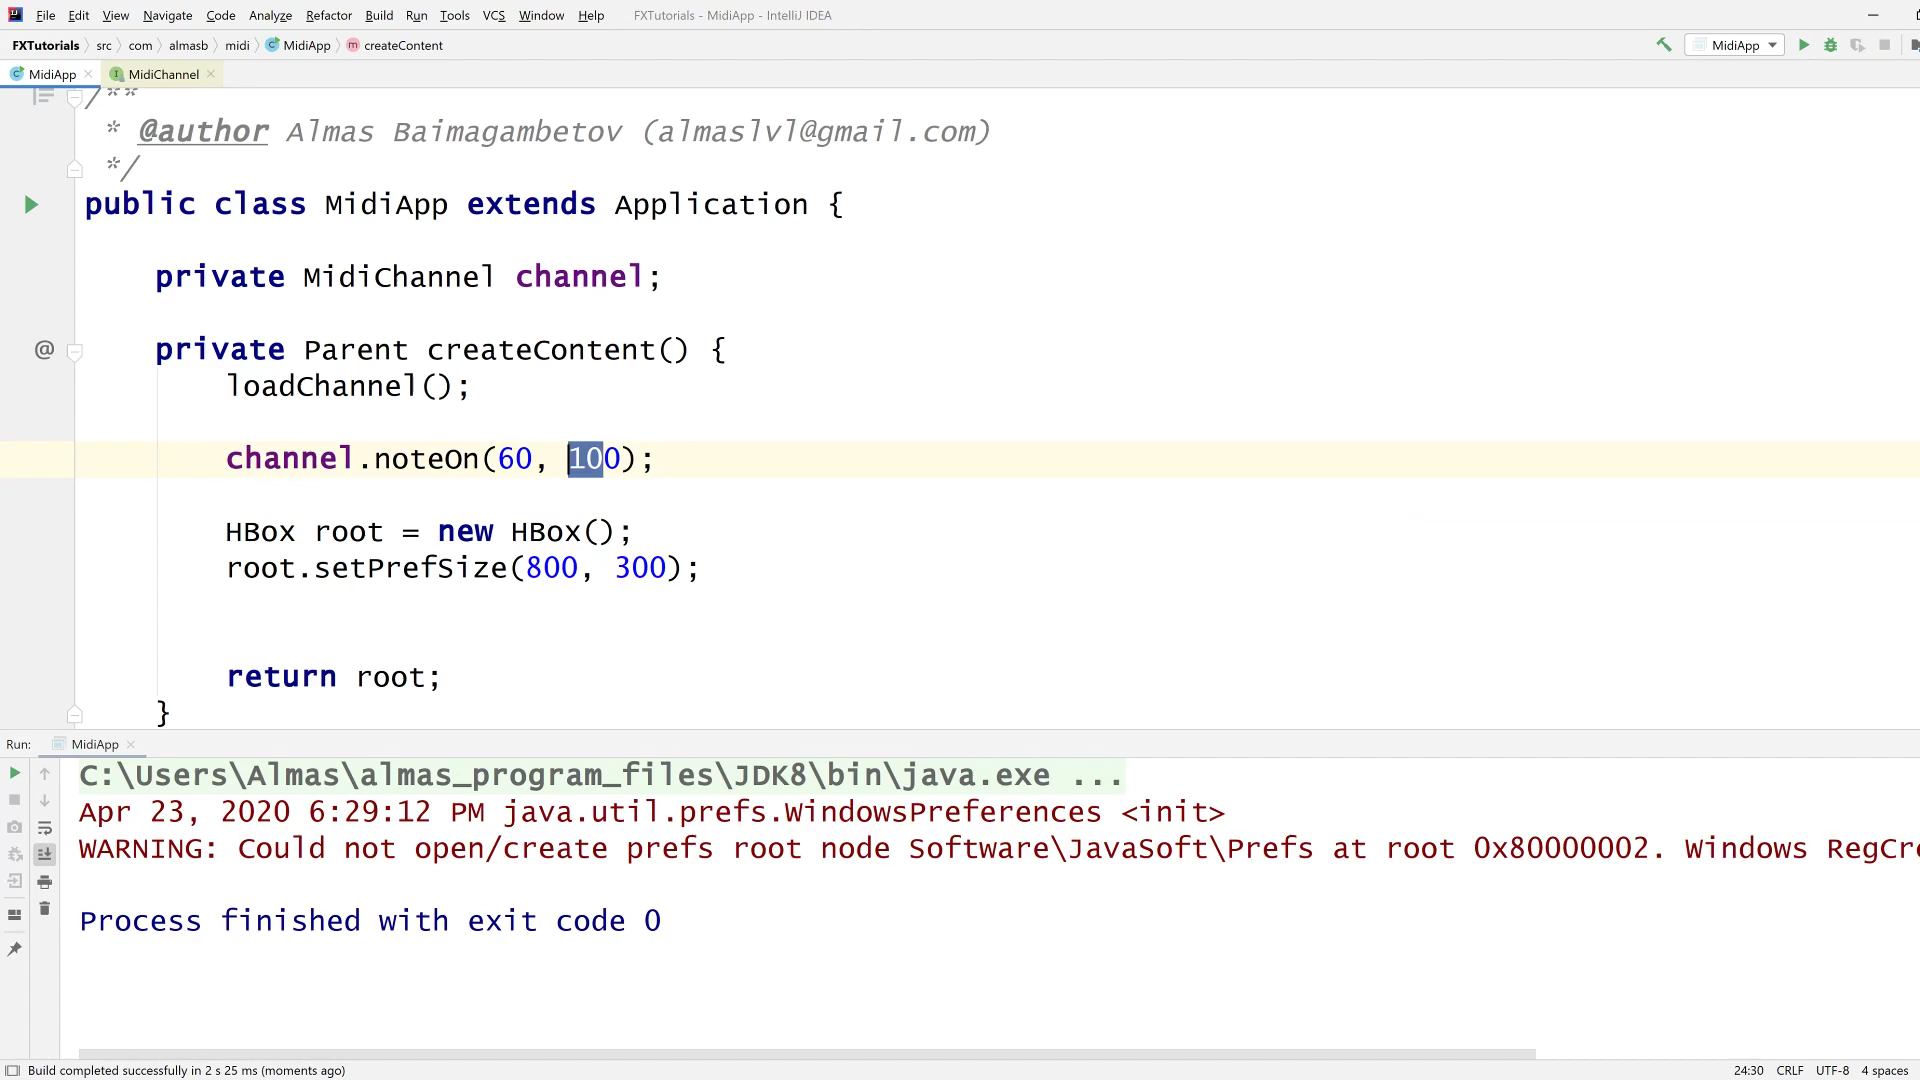 File Edit View Navigate Code Analyze Refactor Build Run Tools VCS Window Help FXTutorials - MidiApp - IntelliJ IDEA
FXTutorials src com almasb midi MidiApp createContent MidiApp
MidiApp MidiChannel
/**
* @author Almas Baimagambetov (almaslvl@gmail.com)
*/
public class MidiApp extends Application {
private MidiChannel channel;
private Parent createContent() {
loadChannel();
channel.noteOn(60, 100);
HBox root = new HBox();
root.setPrefSize(800, 300);
return root;
}
Run: MidiApp
C:\Users\Almas\almas_program_files\JDK8\bin\java.exe ...
Apr 23, 2020 6:29:12 PM java.util.prefs.WindowsPreferences <init>
WARNING: Could not open/create prefs root node Software\JavaSoft\Prefs at root 0x80000002. Windows RegCre
Process finished with exit code 0
Build completed successfully in 2 s 25 ms (moments ago) 24:30 CRLF UTF-8 4 spaces